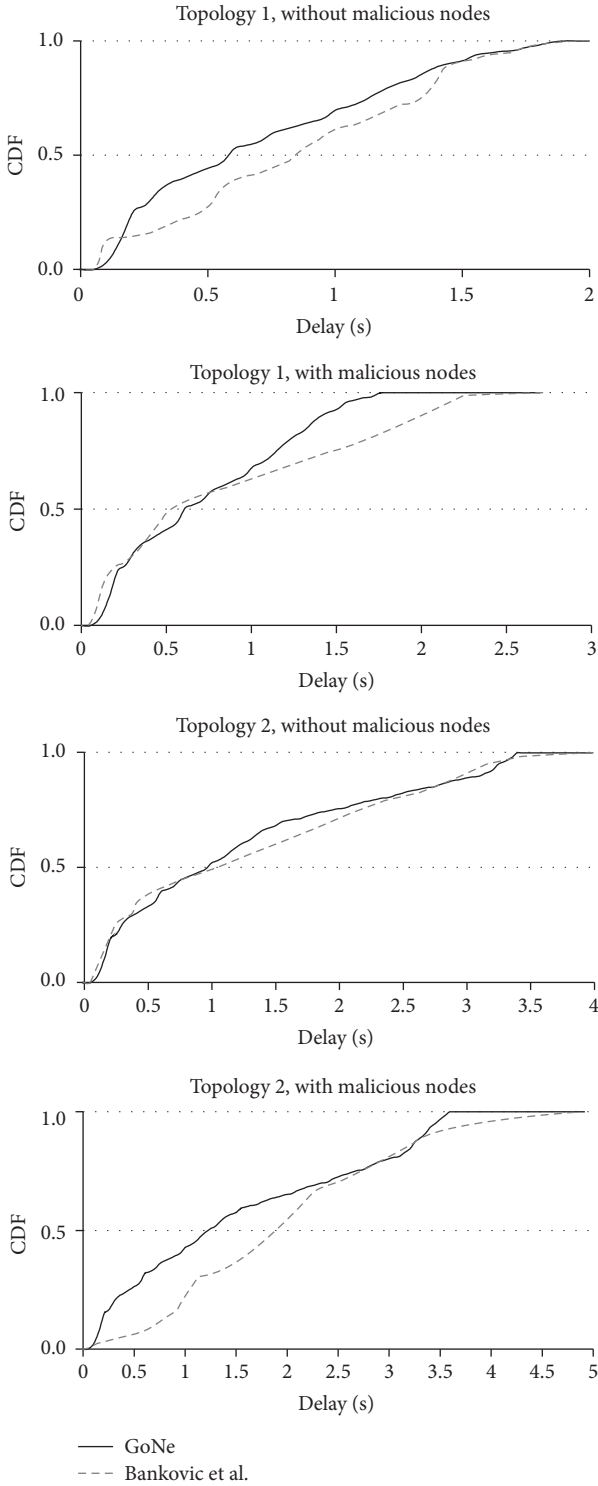 Topology 1, without malicious nodes
1.0
0.5
0.0
CDF
0 0.5 1 1.5 2
Delay (s)
Topology 1, with malicious nodes
1.0
0.5
0.0
CDF
0 0.5 1 1.5 2 2.5 3
Delay (s)
Topology 2, without malicious nodes
1.0
0.5
0.0
CDF
0 0.5 1 1.5 2 2.5 3 3.5 4
Delay (s)
Topology 2, with malicious nodes
1.0
0.5
0.0
CDF
0 0.5 1 1.5 2 2.5 3 3.5 4 4.5 5
Delay (s)
GoNe
Bankovic et al.